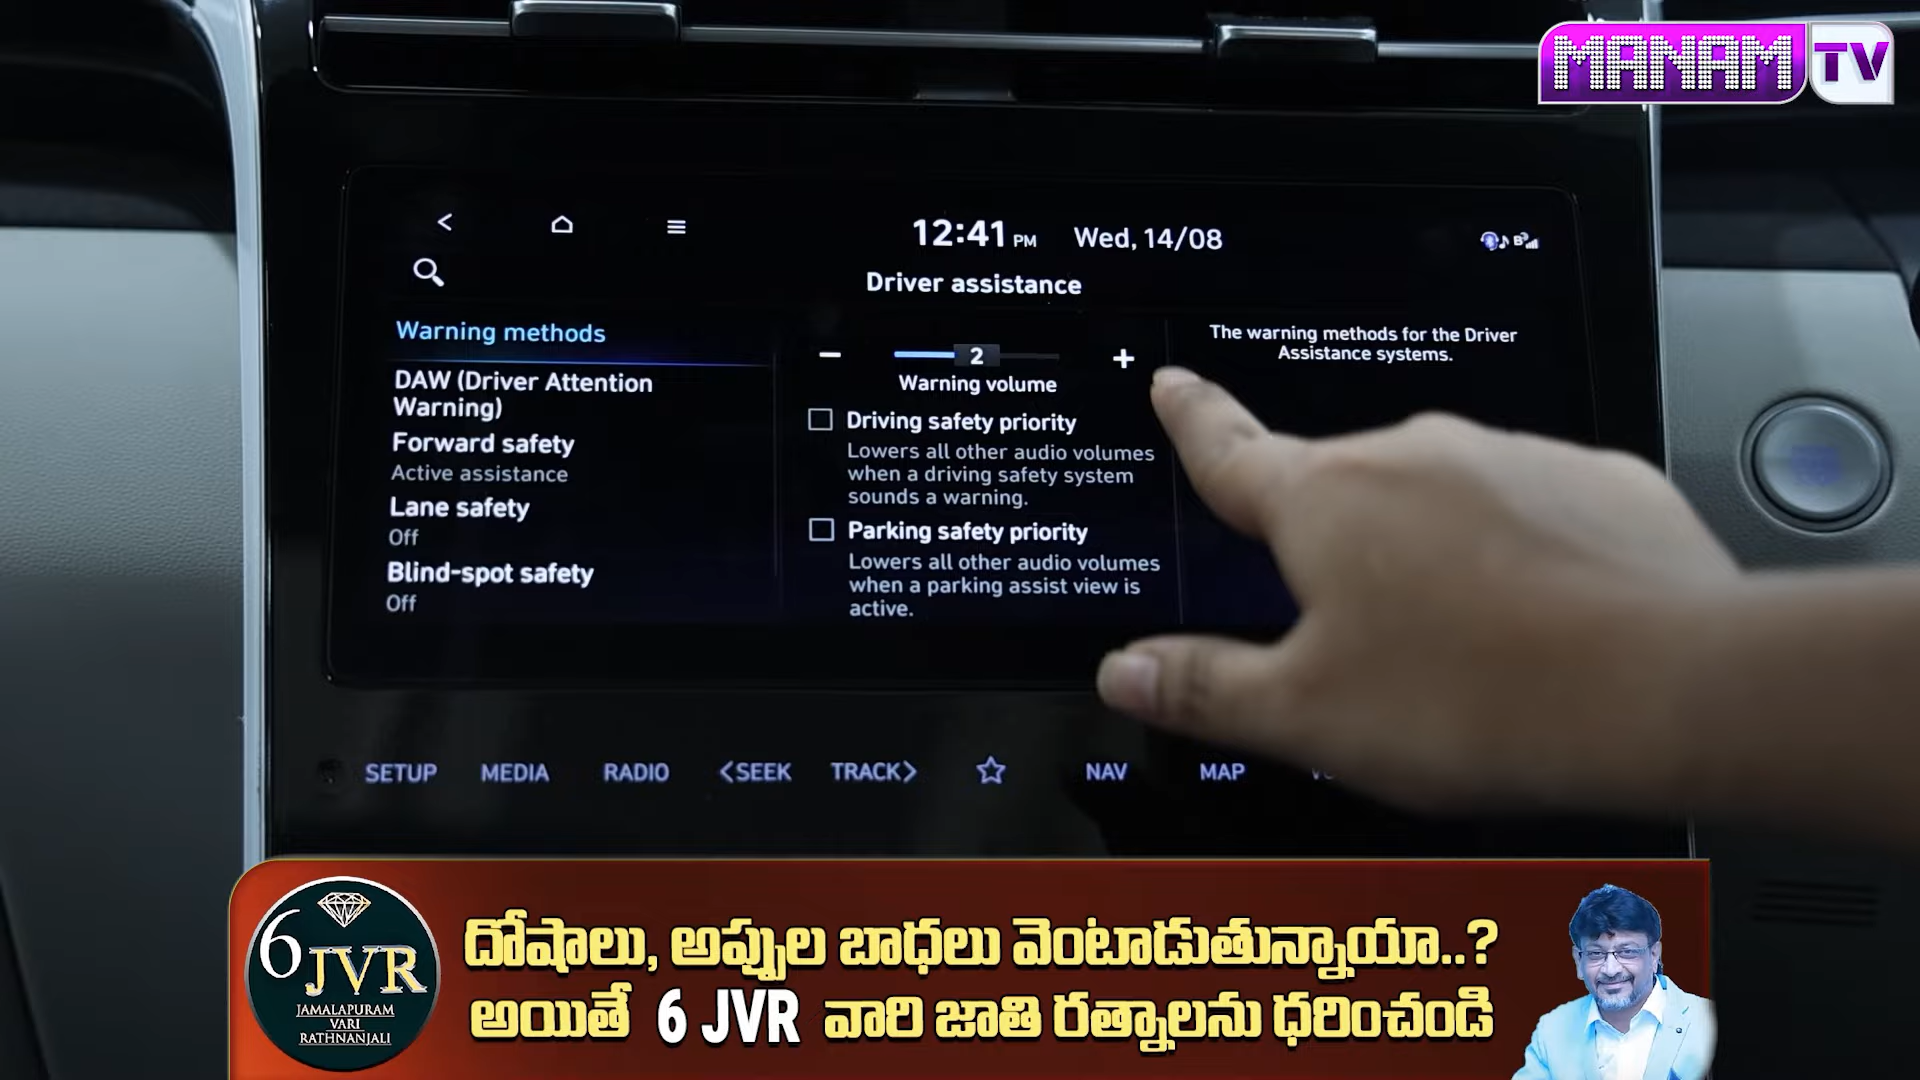 MANAM TV
12:41 PM Wed, 14/08
Driver assistance
Warning methods
DAW (Driver Attention
Warning)
Forward safety
Active assistance
Lane safety
Off
Blind-spot safety
Off
2
Warning volume
Driving safety priority
Lowers all other audio volumes
when a driving safety system
sounds a warning.
Parking safety priority
Lowers all other audio volumes
when a parking assist view is
active.
The warning methods for the Driver
Assistance systems.
SETUP MEDIA RADIO <SEEK TRACK> NAV MAP
6 JVR
JAMALAPURAM
VARI
RATHNANJALI
దోషాలు, అప్పుల బాధలు వెంటాడుతున్నాయా..?
అయితే 6 JVR వారి జాతి రత్నాలను ధరించండి